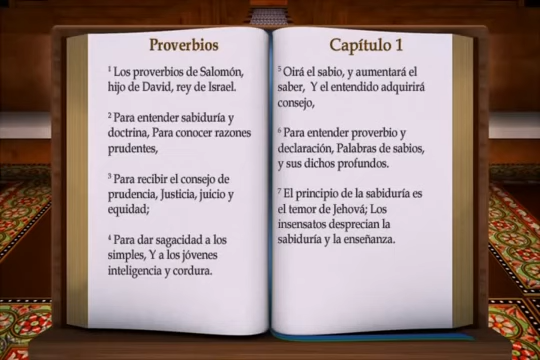 Proverbios
¹ Los proverbios de Salomón,
hijo de David, rey de Israel.
² Para entender sabiduría y
doctrina, Para conocer razones
prudentes,
³ Para recibir el consejo de
prudencia, Justicia, juicio y
equidad;
⁴ Para dar sagacidad a los
simples, Y a los jóvenes
inteligencia y cordura.
Capítulo 1
⁵ Oirá el sabio, y aumentará el
saber, Y el entendido adquirirá
consejo,
⁶ Para entender proverbio y
declaración, Palabras de sabios,
y sus dichos profundos.
⁷ El principio de la sabiduría es
el temor de Jehová; Los
insensatos desprecian la
sabiduría y la enseñanza.